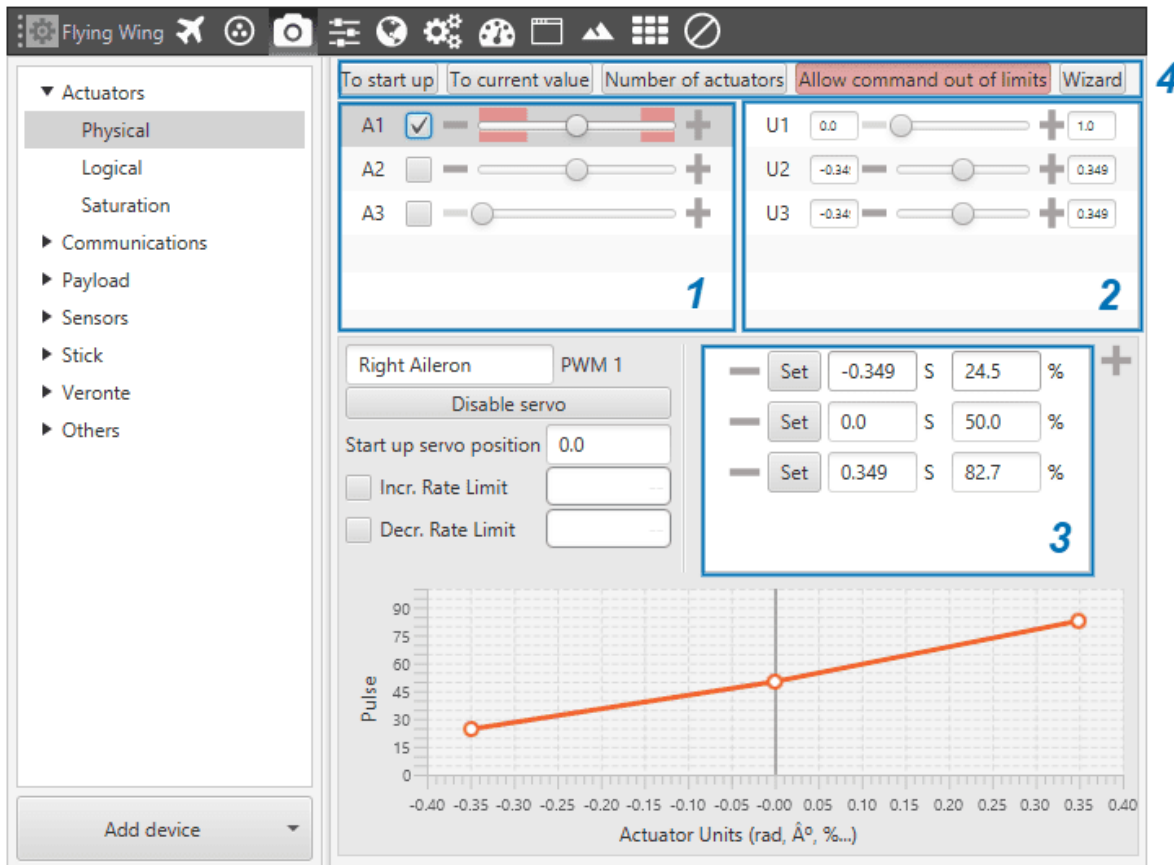 Flying Wing
Actuators
Physical
Logical
Saturation
Communications
Payload
Sensors
Stick
Veronte
Others
Add device
To start up To current value Number of actuators Allow command out of limits Wizard 4
A1
A2
A3
1
U1 0.0 1.0
U2 -0.34 0.349
U3 -0.34 0.349
2
Right Aileron PWM 1
Disable servo
Start up servo position 0.0
Incr. Rate Limit --
Decr. Rate Limit --
Set -0.349 S 24.5 %
Set 0.0 S 50.0 %
Set 0.349 S 82.7 %
3
Pulse
90
75
60
45
30
15
0
-0.40 -0.35 -0.30 -0.25 -0.20 -0.15 -0.10 -0.05 -0.00 0.05 0.10 0.15 0.20 0.25 0.30 0.35 0.40
Actuator Units (rad, Âº, %...)